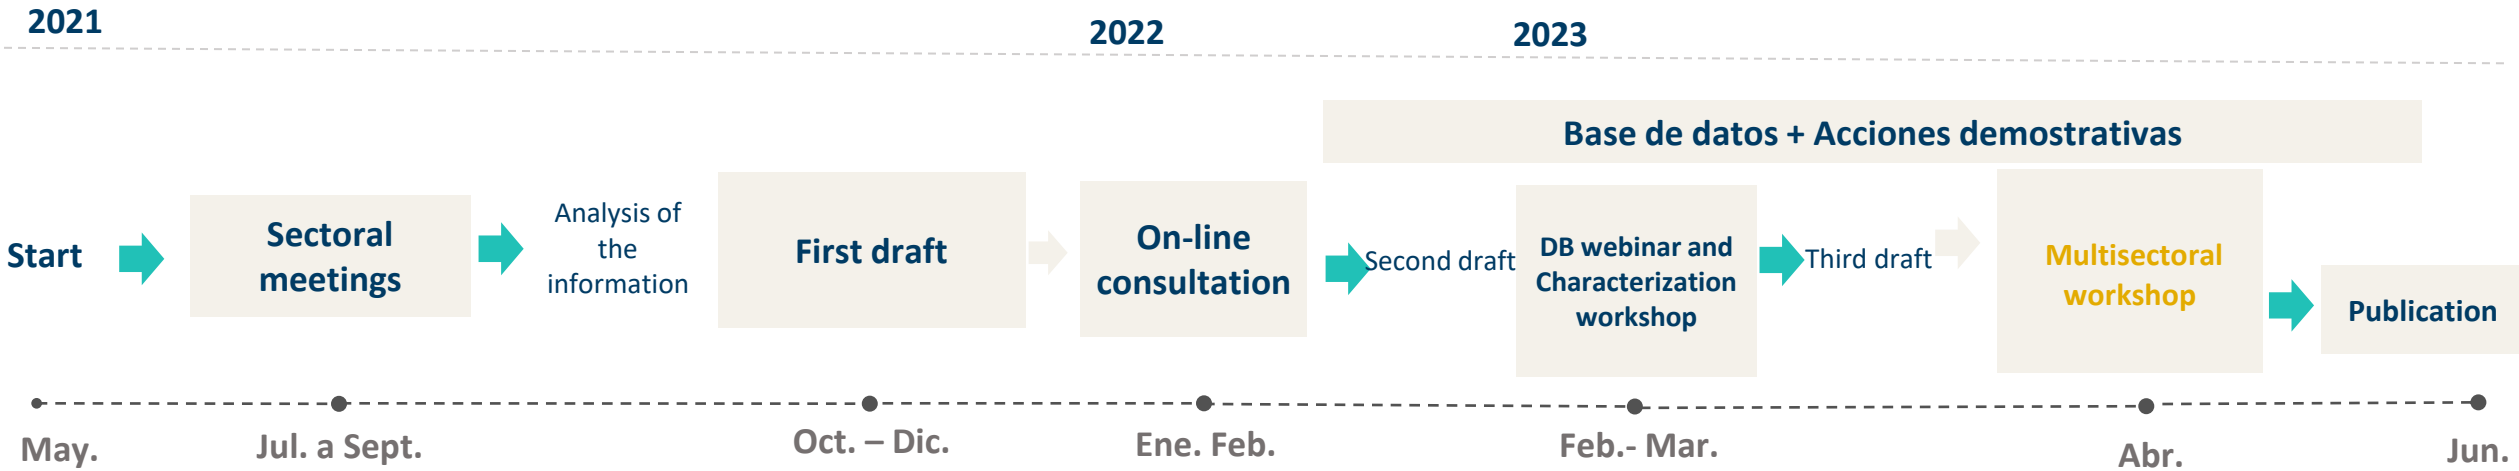 2021
2022
2023
Base de datos + Acciones demostrativas
Start
Sectoral
meetings
Analysis of
the
information
First draft
On-line
consultation
Second draft
DB webinar and
Characterization
workshop
Third draft
Multisectoral
workshop
Publication
May.
Jul. a Sept.
Oct. – Dic.
Ene. Feb.
Feb.- Mar.
Abr.
Jun.